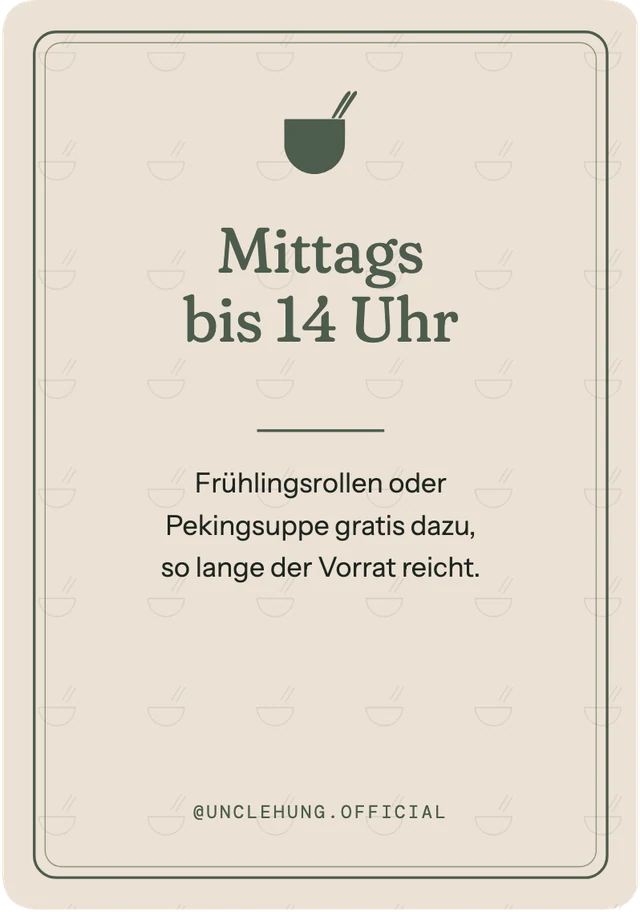 Mittags
bis 14 Uhr
Frühlingsrollen oder
Pekingsuppe gratis dazu,
so lange der Vorrat reicht.
@UNCLEHUNG.OFFICIAL